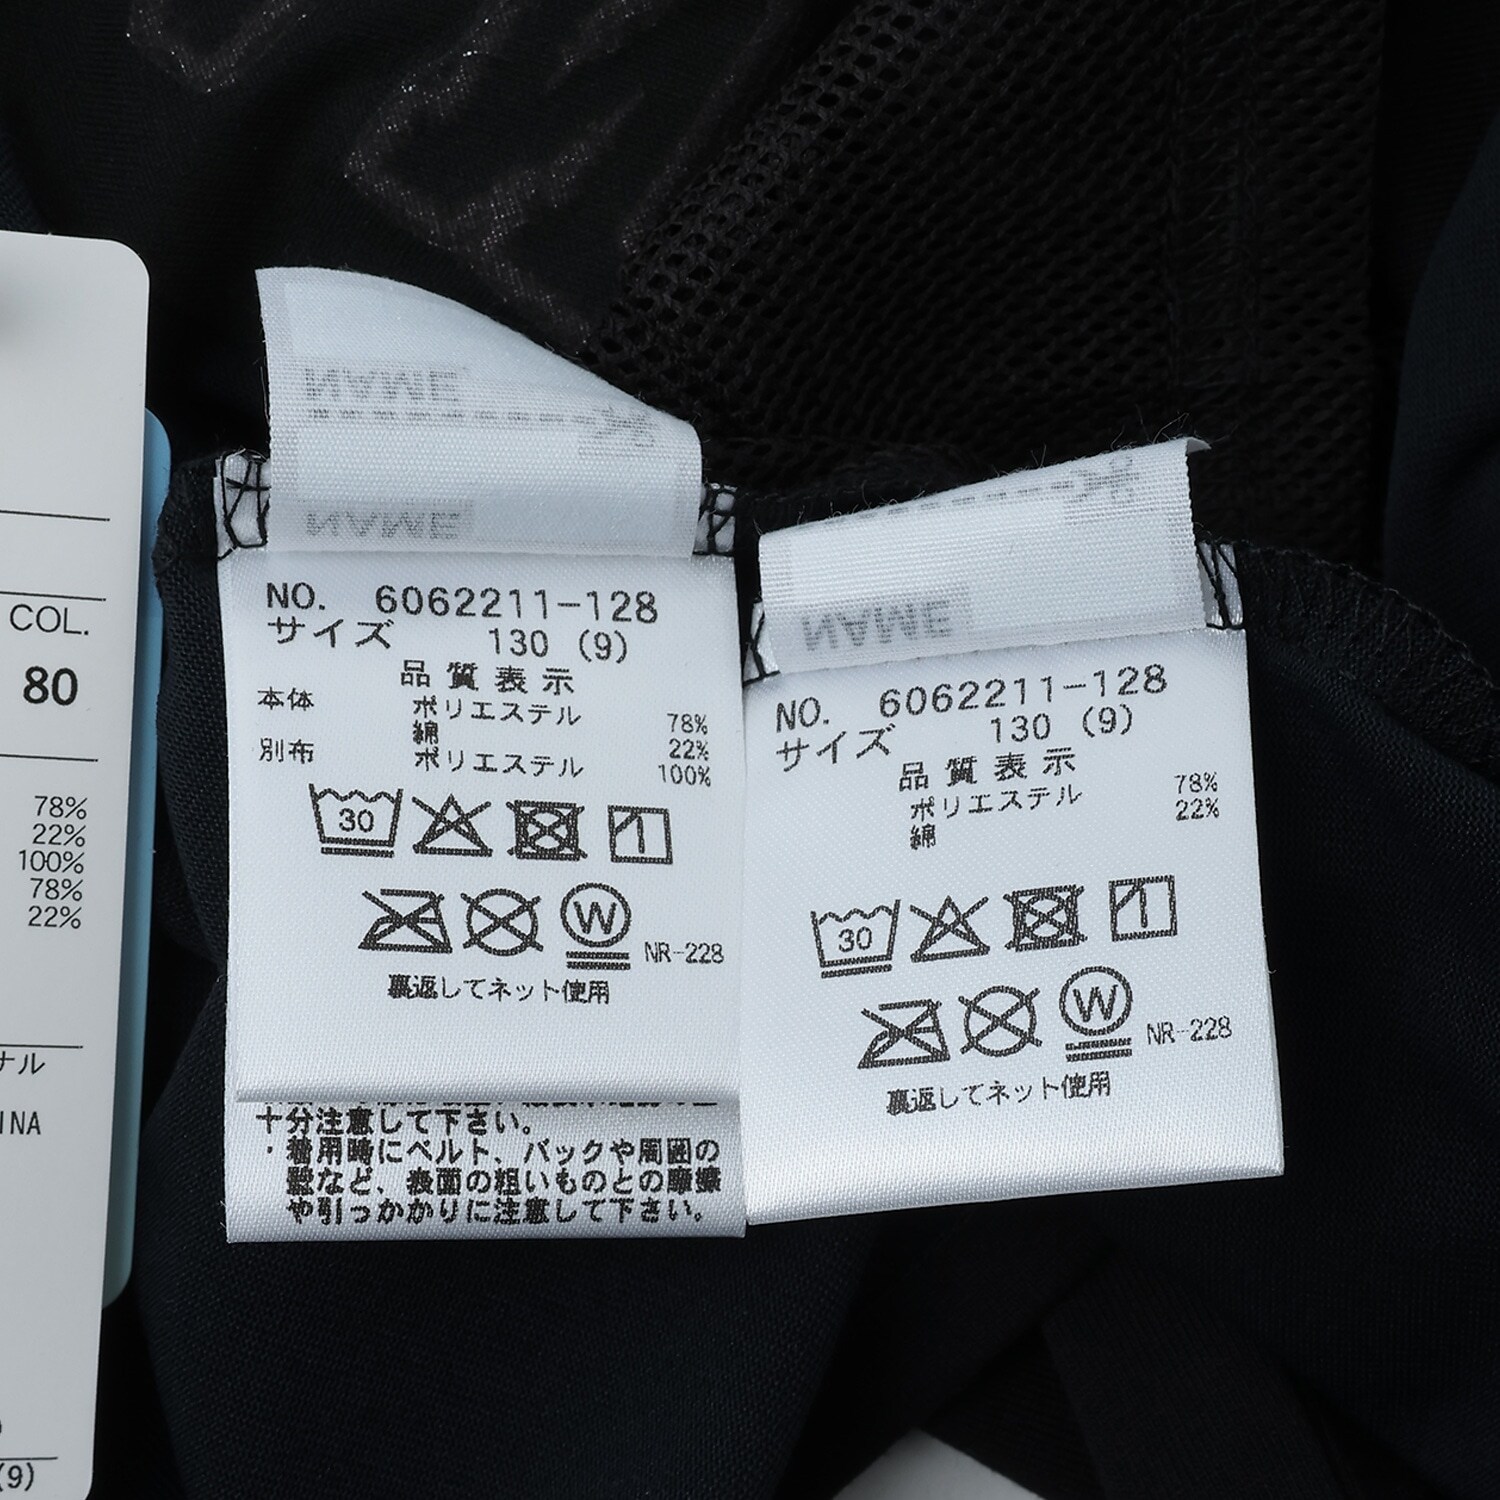 COL.
80
78%
22%
100%
78%
22%
ナル
INA
(9)
NAME
NAME
NO. 6062211-128
サイズ 130 (9)
品質表示
本体 ポリエステル 78%
綿 22%
別布 ポリエステル 100%
30
1
W NR-228
裏返してネット使用
十分注意して下さい。
・着用時にベルト、バックや周囲の
壁など、表面の粗いものとの摩擦
や引っかかりに注意して下さい。
NAME
NO. 6062211-128
サイズ 130 (9)
品質表示
ポリエステル 78%
綿 22%
30
1
W NR-228
裏返してネット使用